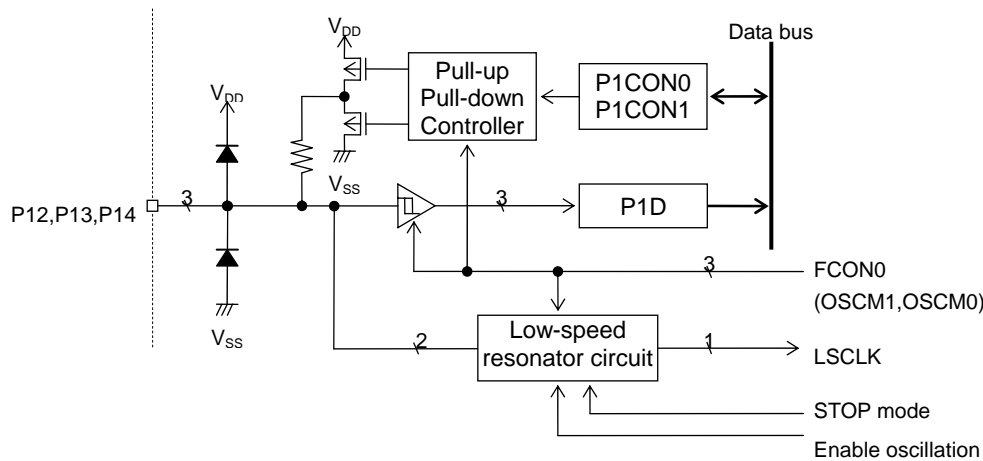 VDD
Data bus
Pull-up
Pull-down
Controller
P1CON0
P1CON1
VDD
VSS
P12,P13,P14
3
3
P1D
3
FCON0
(OSCM1,OSCM0)
VSS
2
Low-speed
resonator circuit
1
LSCLK
STOP mode
Enable oscillation